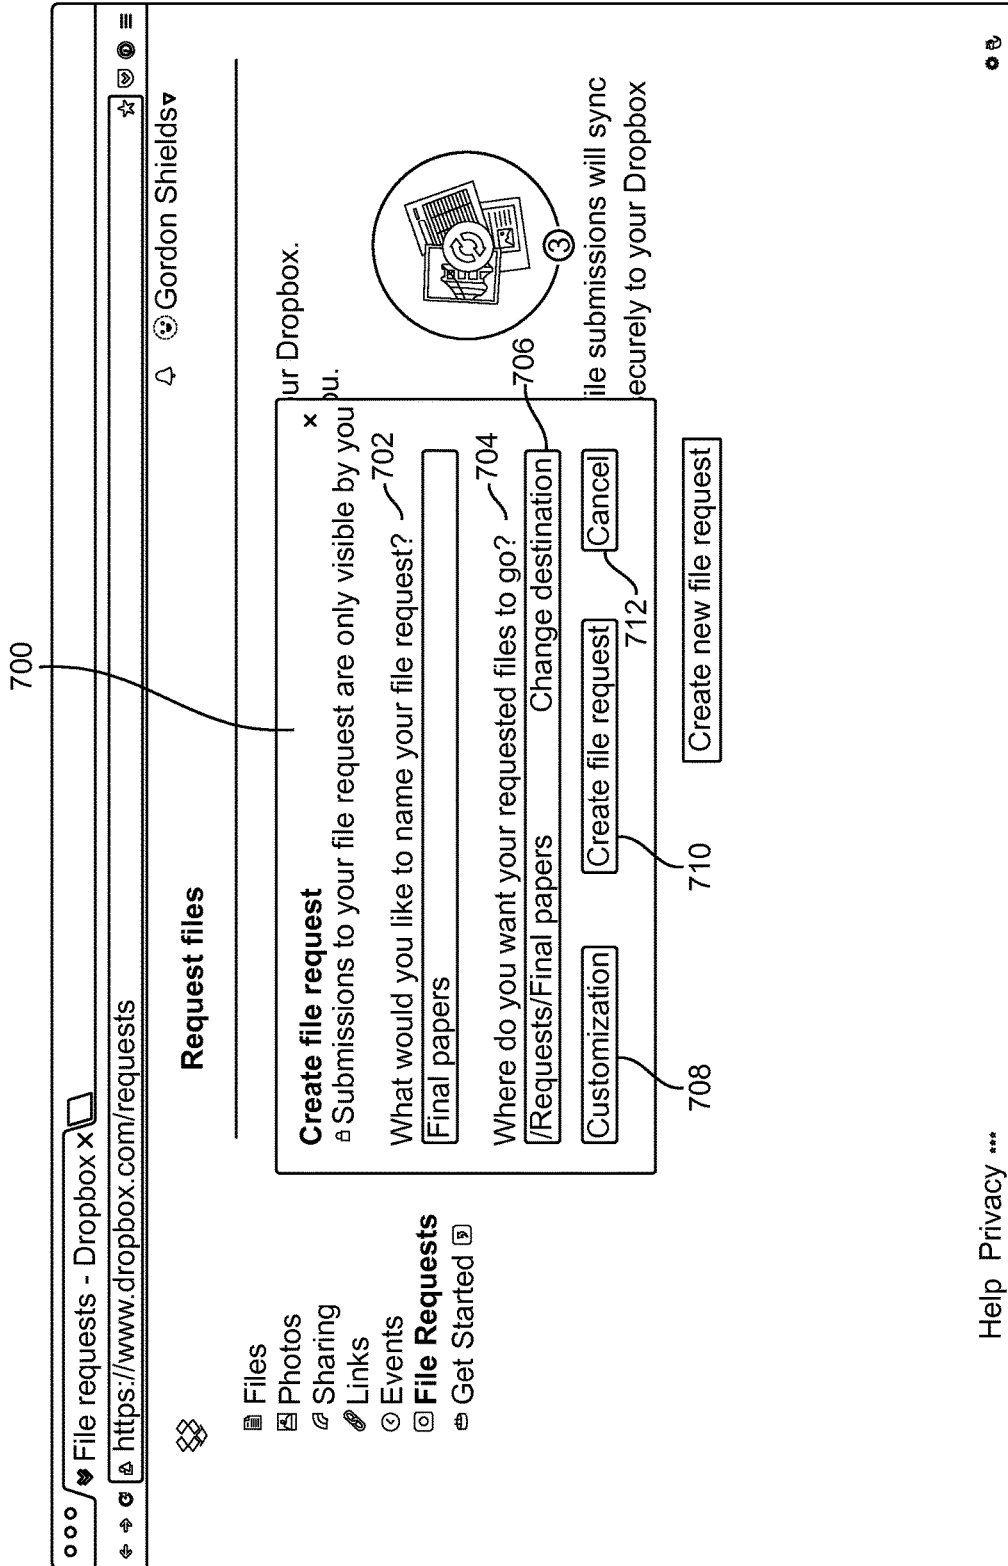 700
File requests - Dropbox ×
https://www.dropbox.com/requests
Gordon Shields
Request files
Files
Photos
Sharing
Links
Events
File Requests
Get Started
ur Dropbox.
ou.
Create file request
×
Submissions to your file request are only visible by you
What would you like to name your file request?
702
Final papers
Where do you want your requested files to go?
704
/Requests/Final papers
Change destination
706
Customization
708
Create file request
710
Cancel
712
3
ile submissions will sync
ecurely to your Dropbox
Create new file request
Help Privacy •••